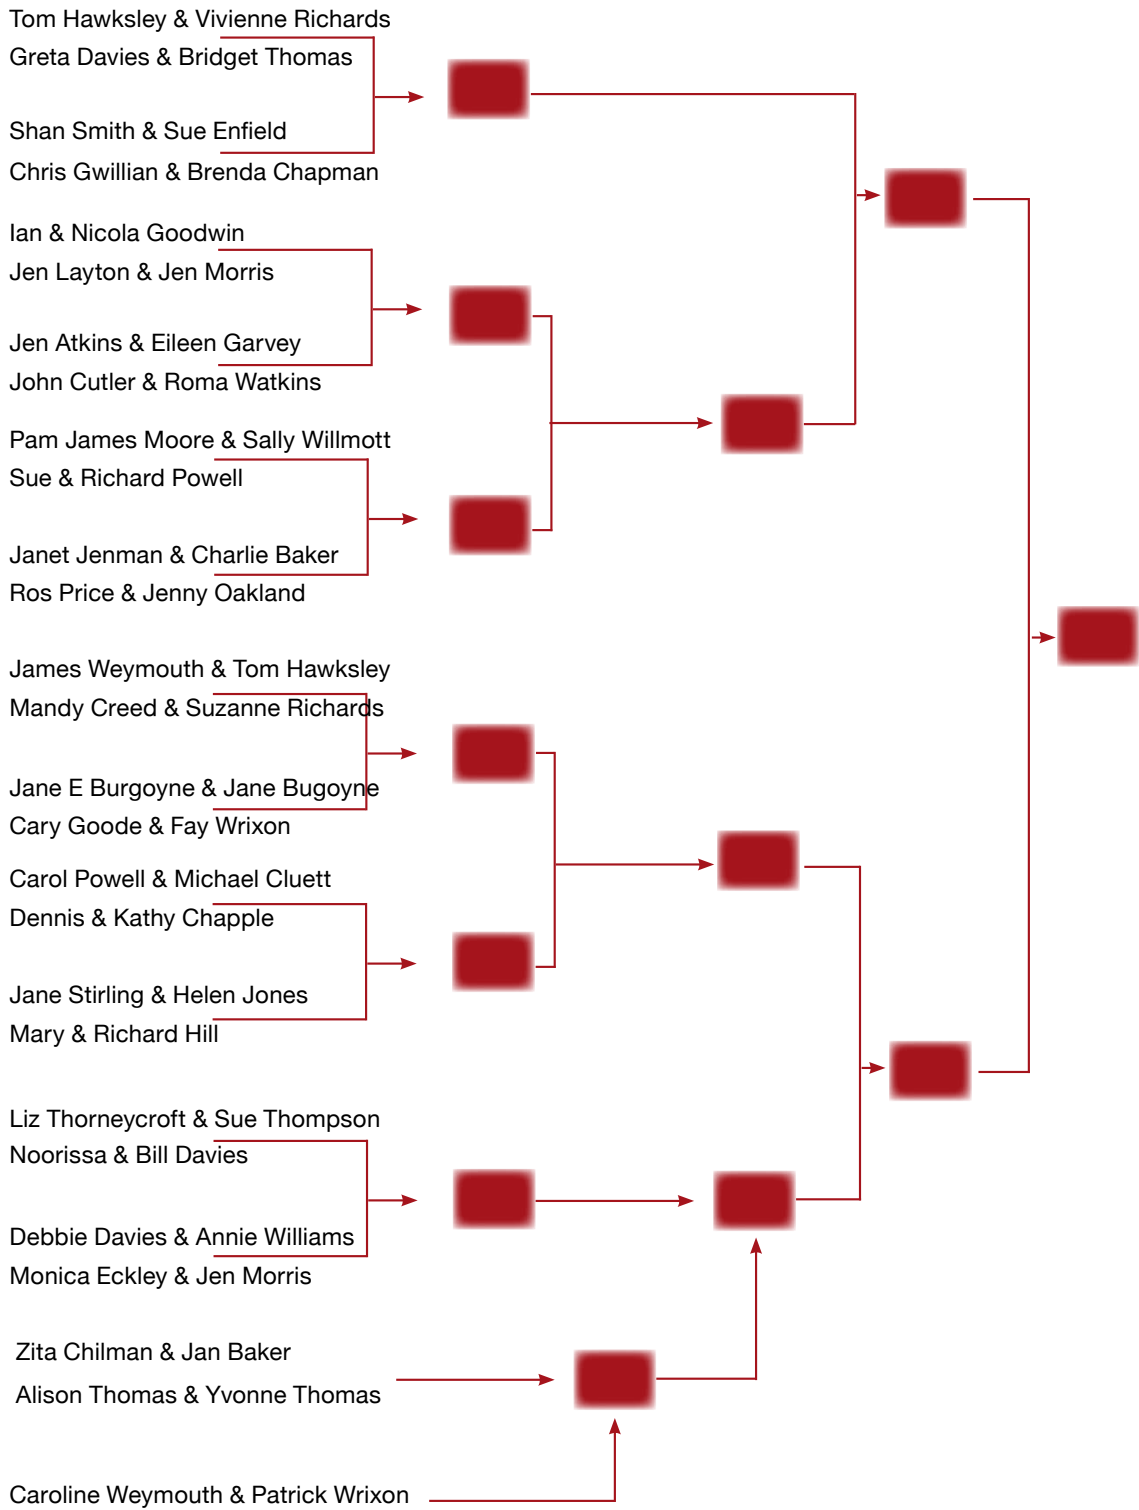 Tom Hawksley & Vivienne Richards
Greta Davies & Bridget Thomas
Shan Smith & Sue Enfield
Chris Gwillian & Brenda Chapman
Ian & Nicola Goodwin
Jen Layton & Jen Morris
Jen Atkins & Eileen Garvey
John Cutler & Roma Watkins
Pam James Moore & Sally Willmott
Sue & Richard Powell
Janet Jenman & Charlie Baker
Ros Price & Jenny Oakland
James Weymouth & Tom Hawksley
Mandy Creed & Suzanne Richards
Jane E Burgoyne & Jane Bugoyne
Cary Goode & Fay Wrixon
Carol Powell & Michael Cluett
Dennis & Kathy Chapple
Jane Stirling & Helen Jones
Mary & Richard Hill
Liz Thorneycroft & Sue Thompson
Noorissa & Bill Davies
Debbie Davies & Annie Williams
Monica Eckley & Jen Morris
Zita Chilman & Jan Baker
Alison Thomas & Yvonne Thomas
Caroline Weymouth & Patrick Wrixon